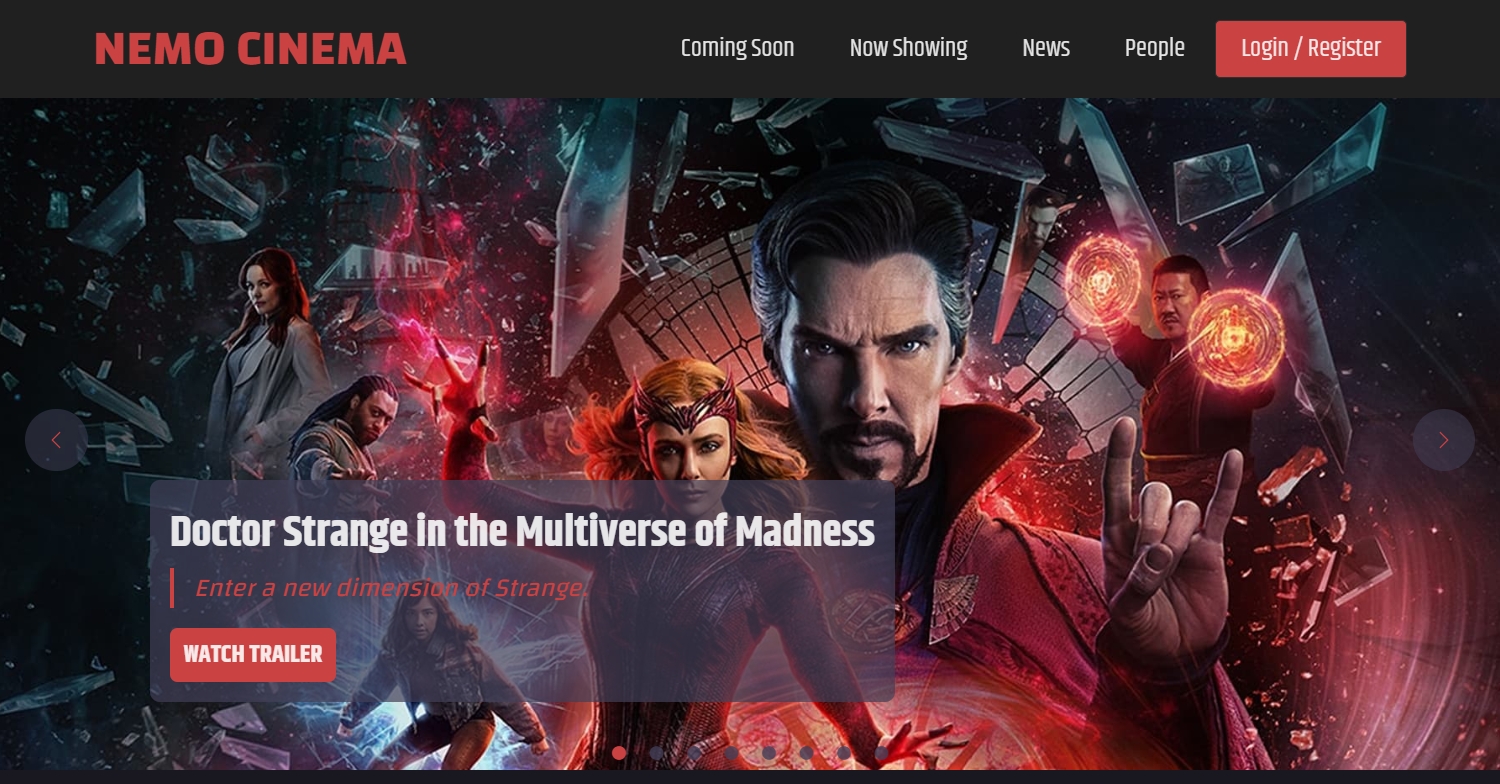 NEMO CINEMA
Coming Soon
Now Showing
News
People
Login / Register
Doctor Strange in the Multiverse of Madness
Enter a new dimension of Strange.
WATCH TRAILER